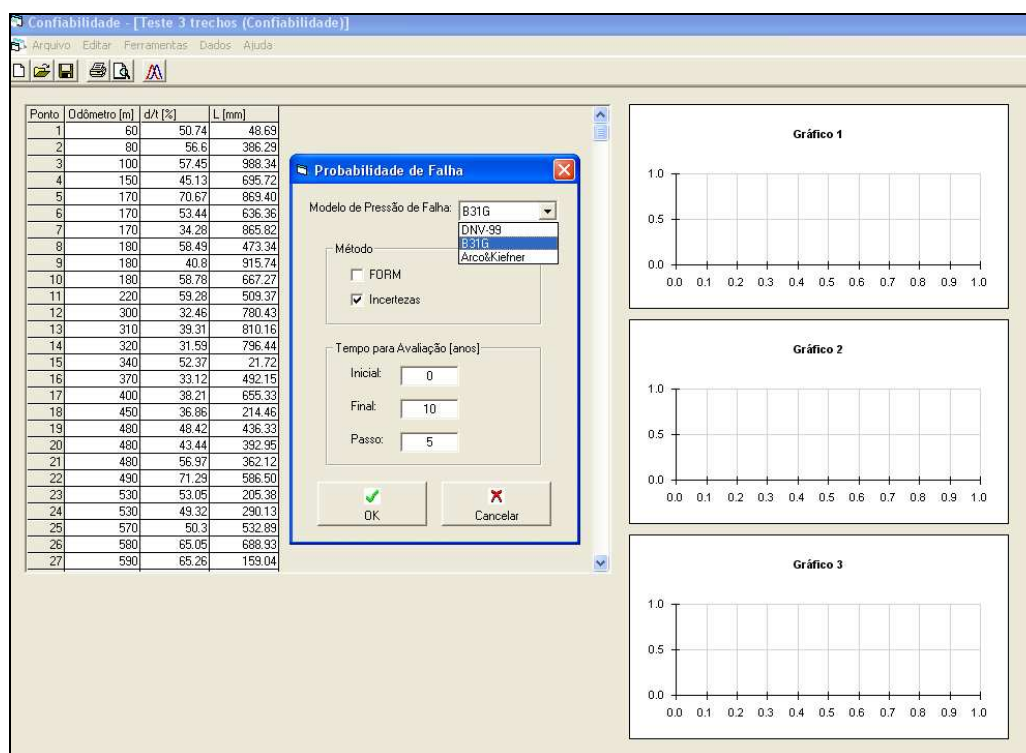 Confiabilidade - [Teste 3 trechos (Confiabilidade)]
Arquivo Editar Ferramentas Dados Ajuda
Ponto Odômetro [m] d/t [%] L [mm]
1 60 50.74 48.69
2 80 56.6 386.29
3 100 57.45 988.34
4 150 45.13 695.72
5 170 70.67 869.40
6 170 53.44 636.36
7 170 34.28 865.82
8 180 58.49 473.34
9 180 40.8 915.74
10 180 58.78 667.27
11 220 59.28 509.37
12 300 32.46 780.43
13 310 39.31 810.16
14 320 31.59 796.44
15 340 52.37 21.72
16 370 33.12 492.15
17 400 38.21 655.33
18 450 36.86 214.46
19 480 48.42 436.33
20 480 43.44 392.95
21 480 56.97 362.12
22 490 71.29 586.50
23 530 53.05 205.38
24 530 49.32 290.13
25 570 50.3 532.89
26 580 65.05 688.93
27 590 65.26 159.04
Probabilidade de Falha
Modelo de Pressão de Falha: B31G
DNV-99
B31G
Arco&Kiefner
Método
FORM
Incertezas
Tempo para Avaliação [anos]
Inicial: 0
Final: 10
Passo: 5
OK Cancelar
Gráfico 1
1.0
0.5
0.0
0.0 0.1 0.2 0.3 0.4 0.5 0.6 0.7 0.8 0.9 1.0
Gráfico 2
1.0
0.5
0.0
0.0 0.1 0.2 0.3 0.4 0.5 0.6 0.7 0.8 0.9 1.0
Gráfico 3
1.0
0.5
0.0
0.0 0.1 0.2 0.3 0.4 0.5 0.6 0.7 0.8 0.9 1.0